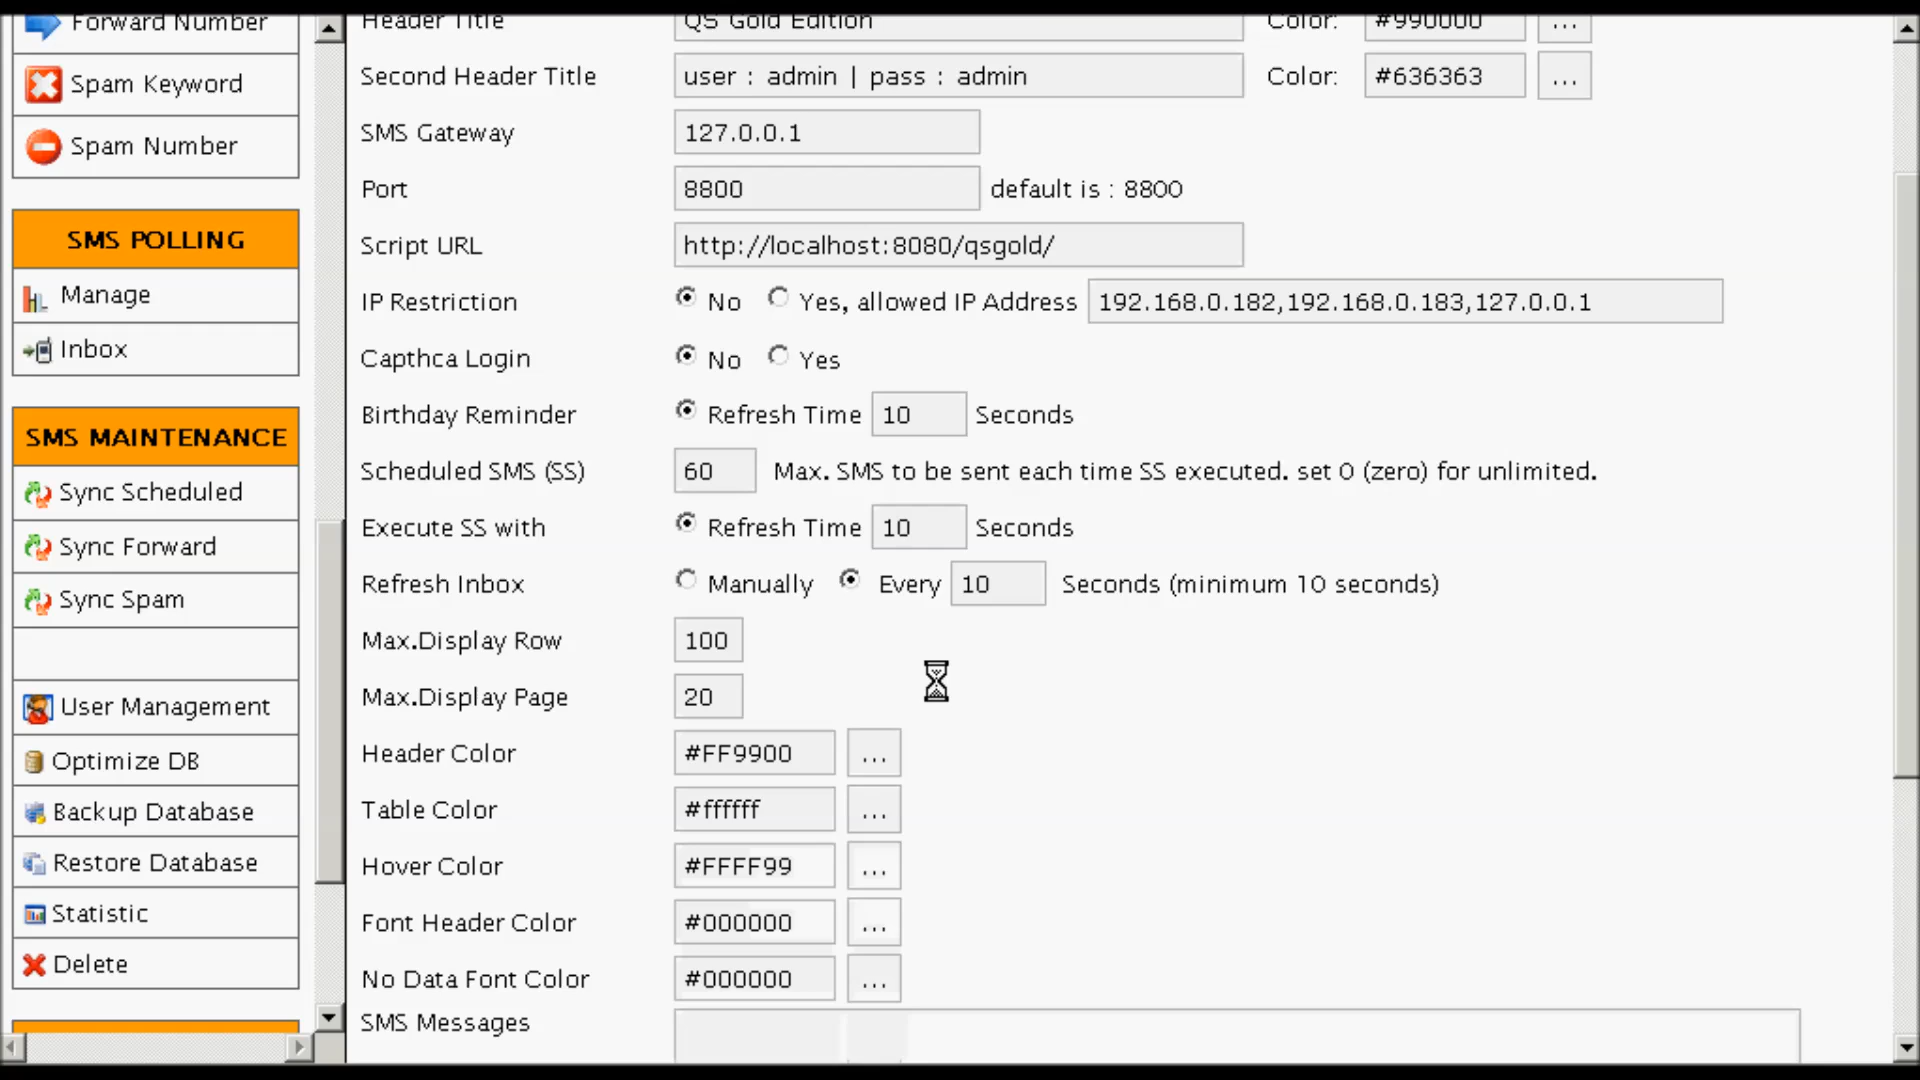 Forward Number
Spam Keyword
Spam Number
SMS POLLING
Manage
Inbox
SMS MAINTENANCE
Sync Scheduled
Sync Forward
Sync Spam
User Management
Optimize DB
Backup Database
Restore Database
Statistic
Delete
Header Title QS Gold Edition Color: #990000 ...
Second Header Title user : admin | pass : admin Color: #636363 ...
SMS Gateway 127.0.0.1
Port 8800 default is : 8800
Script URL http://localhost:8080/qsgold/
IP Restriction No Yes, allowed IP Address 192.168.0.182,192.168.0.183,127.0.0.1
Capthca Login No Yes
Birthday Reminder Refresh Time 10 Seconds
Scheduled SMS (SS) 60 Max. SMS to be sent each time SS executed. set 0 (zero) for unlimited.
Execute SS with Refresh Time 10 Seconds
Refresh Inbox Manually Every 10 Seconds (minimum 10 seconds)
Max.Display Row 100
Max.Display Page 20
Header Color #FF9900 ...
Table Color #ffffff ...
Hover Color #FFFF99 ...
Font Header Color #000000 ...
No Data Font Color #000000 ...
SMS Messages